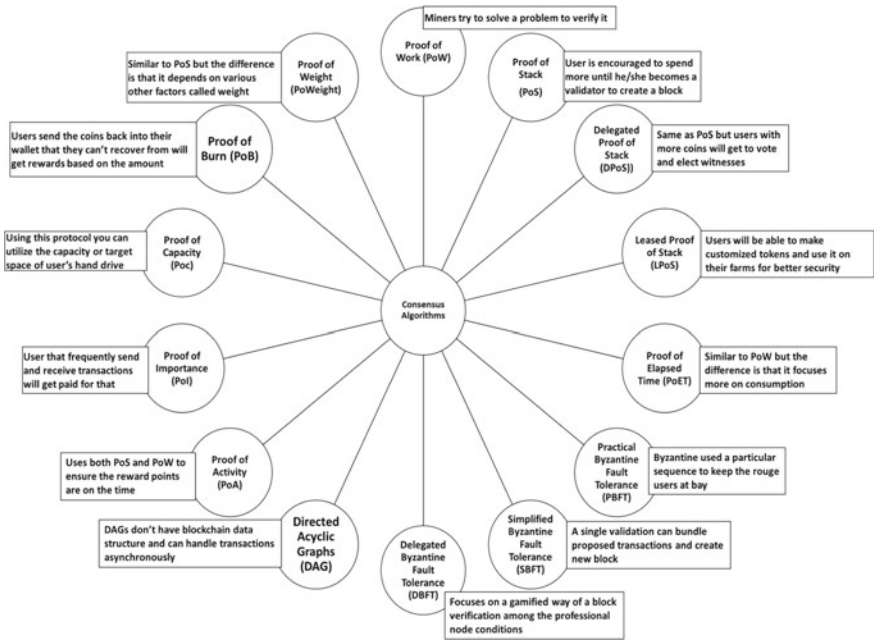 Miners try to solve a problem to verify it
Proof of
Work (PoW)
Proof of
Stack
(PoS)
User is encouraged to spend
more until he/she becomes a
validator to create a block
Delegated
Proof of
Stack
(DPoS))
Same as PoS but users with
more coins will get to vote
and elect witnesses
Leased Proof
of Stack
(LPoS)
Users will be able to make
customized tokens and use it on
their farms for better security
Proof of
Elapsed
Time (PoET)
Similar to PoW but the
difference is that it focuses
more on consumption
Practical
Byzantine
Fault
Tolerance
(PBFT)
Byzantine used a particular
sequence to keep the rouge
users at bay
Simplified
Byzantine
Fault
Tolerance
(SBFT)
A single validation can bundle
proposed transactions and create
new block
Delegated
Byzantine
Fault
Tolerance
(DBFT)
Focuses on a gamified way of a block
verification among the professional
node conditions
Directed
Acyclic
Graphs
(DAG)
DAGs don't have blockchain data
structure and can handle transactions
asynchronously
Proof of
Activity
(PoA)
Uses both PoS and PoW to
ensure the reward points
are on the time
Proof of
Importance
(PoI)
User that frequently send
and receive transactions
will get paid for that
Proof of
Capacity
(Poc)
Using this protocol you can
utilize the capacity or target
space of user's hand drive
Proof of
Burn (PoB)
Users send the coins back into their
wallet that they can't recover from will
get rewards based on the amount
Proof of
Weight
(PoWeight)
Similar to PoS but the difference
is that it depends on various
other factors called weight
Consensus
Algorithms